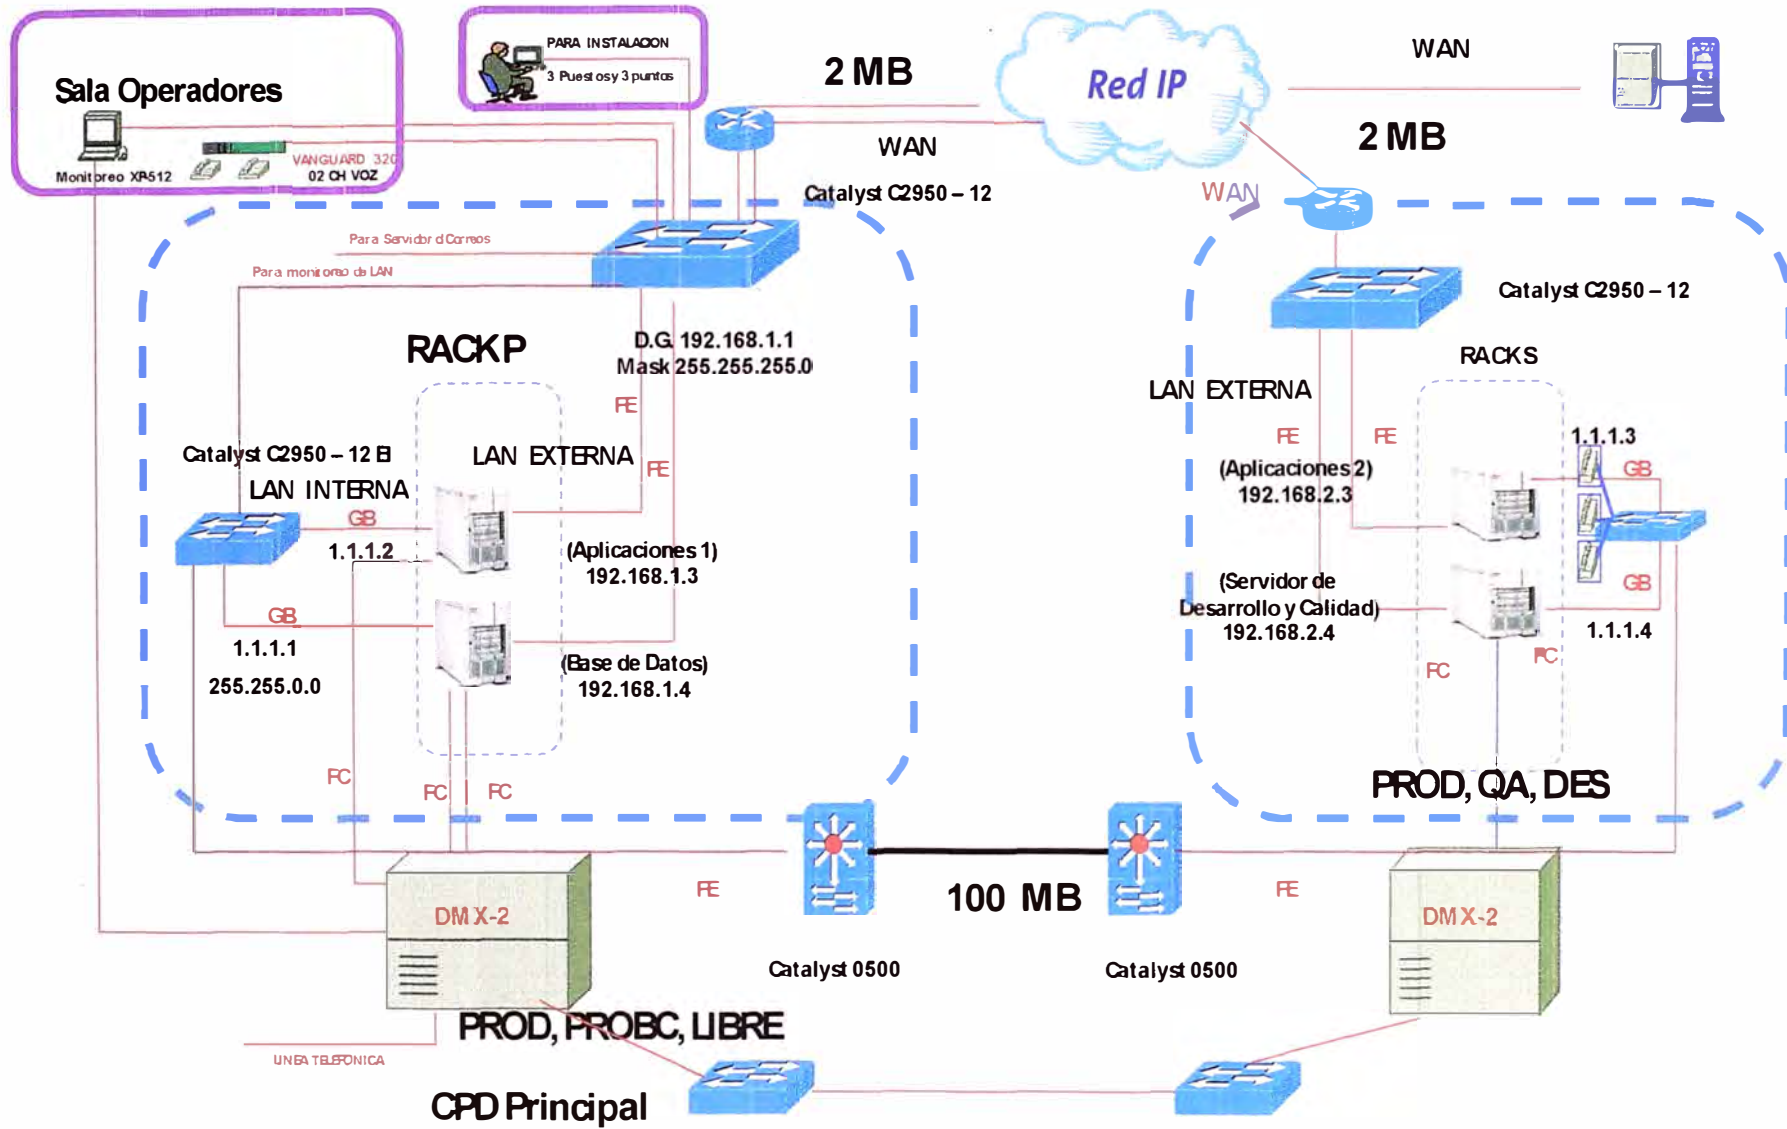 PARA INSTALACION
3 Puestos y 3 puntos
Sala Operadores
VANGUARD 320
02 CH VOZ
Monitoreo XP512
2 MB
WAN
Red IP
WAN
2 MB
WAN
Catalyst C2950 – 12
Para Servidor d Correos
Para monitoreo de LAN
D.G. 192.168.1.1
Mask 255.255.255.0
RACK P
FE
FE
LAN EXTERNA
Catalyst C2950 – 12 EI
LAN INTERNA
GB
1.1.1.2
GB
1.1.1.1
255.255.0.0
(Aplicaciones 1)
192.168.1.3
(Base de Datos)
192.168.1.4
FC
FC
FC
Catalyst C2950 – 12
RACK S
LAN EXTERNA
FE
FE
(Aplicaciones 2)
192.168.2.3
1.1.1.3
GB
(Servidor de
Desarrollo y Calidad)
192.168.2.4
GB
1.1.1.4
FC
FC
PROD, QA, DES
DMX-2
FE
100 MB
FE
DMX-2
Catalyst 0500
Catalyst 0500
PROD, PROBC, LIBRE
LINEA TELEFONICA
CPD Principal